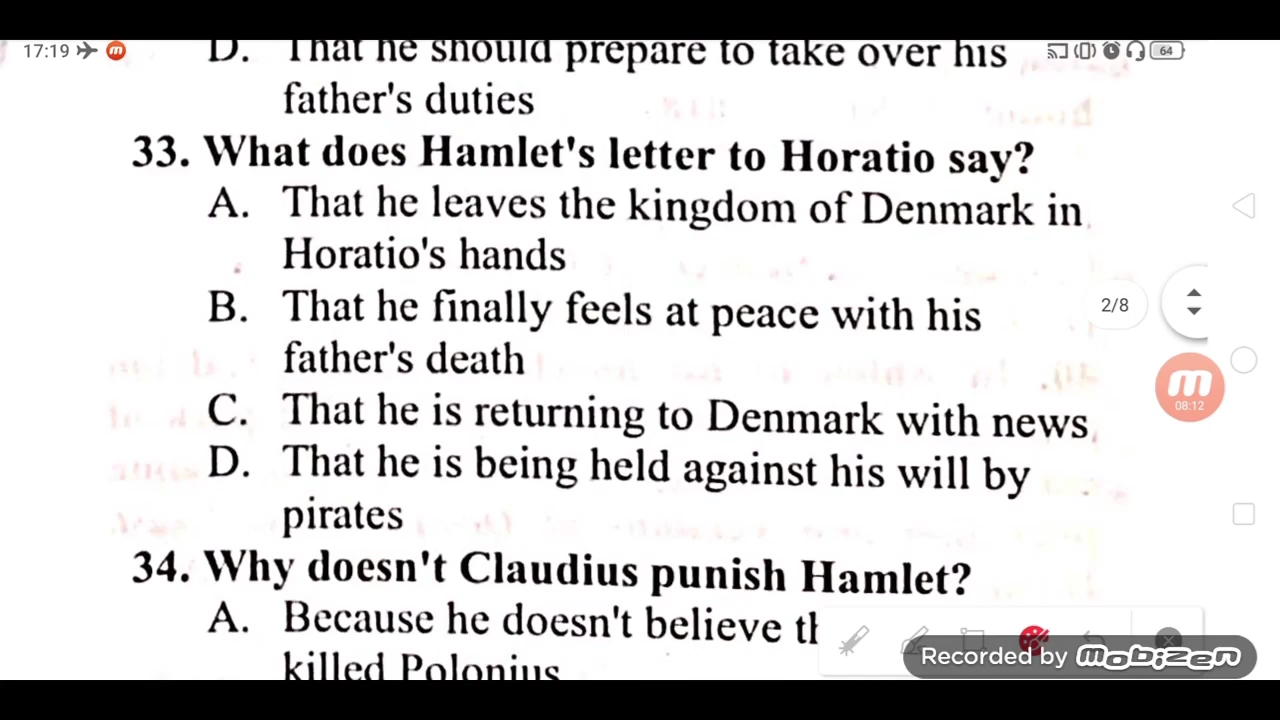 17:19
64
D. That he should prepare to take over his
father's duties
33. What does Hamlet's letter to Horatio say?
A. That he leaves the kingdom of Denmark in
Horatio's hands
B. That he finally feels at peace with his
father's death
2/8
C. That he is returning to Denmark with news
08:12
D. That he is being held against his will by
pirates
34. Why doesn't Claudius punish Hamlet?
A. Because he doesn't believe
killed Polonius
Recorded by mobizen